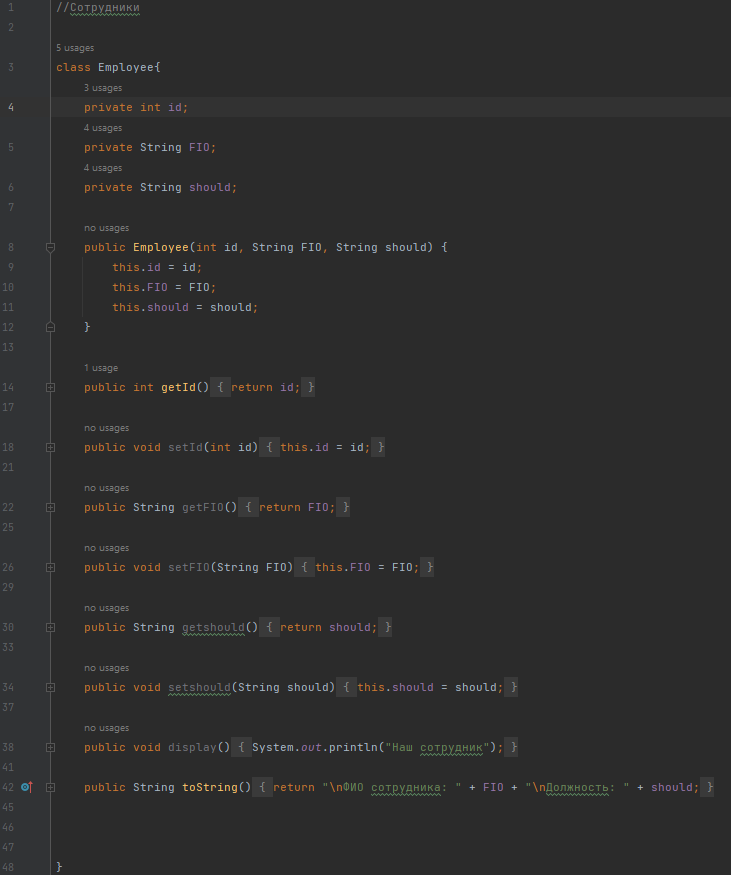 1 //Сотрудники
2
5 usages
3 class Employee{
3 usages
4 private int id;
4 usages
5 private String FIO;
4 usages
6 private String should;
7
no usages
8 public Employee(int id, String FIO, String should) {
9 this.id = id;
10 this.FIO = FIO;
11 this.should = should;
12 }
13
1 usage
14 public int getId() { return id; }
17
no usages
18 public void setId(int id) { this.id = id; }
21
no usages
22 public String getFIO() { return FIO; }
25
no usages
26 public void setFIO(String FIO) { this.FIO = FIO; }
29
no usages
30 public String getshould() { return should; }
33
no usages
34 public void setshould(String should) { this.should = should; }
37
no usages
38 public void display() { System.out.println("Наш сотрудник"); }
41
42 public String toString() { return "\nФИО сотрудника: " + FIO + "\nДолжность: " + should; }
45
46
47
48 }